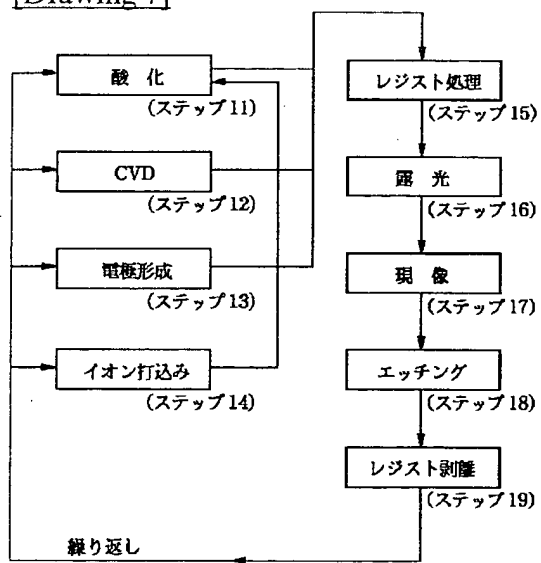 [Drawing 7]
酸 化
(ステップ11)
CVD
(ステップ12)
電極形成
(ステップ13)
イオン打込み
(ステップ14)
レジスト処理
(ステップ15)
露 光
(ステップ16)
現 像
(ステップ17)
エッチング
(ステップ18)
レジスト剥離
(ステップ19)
繰り返し